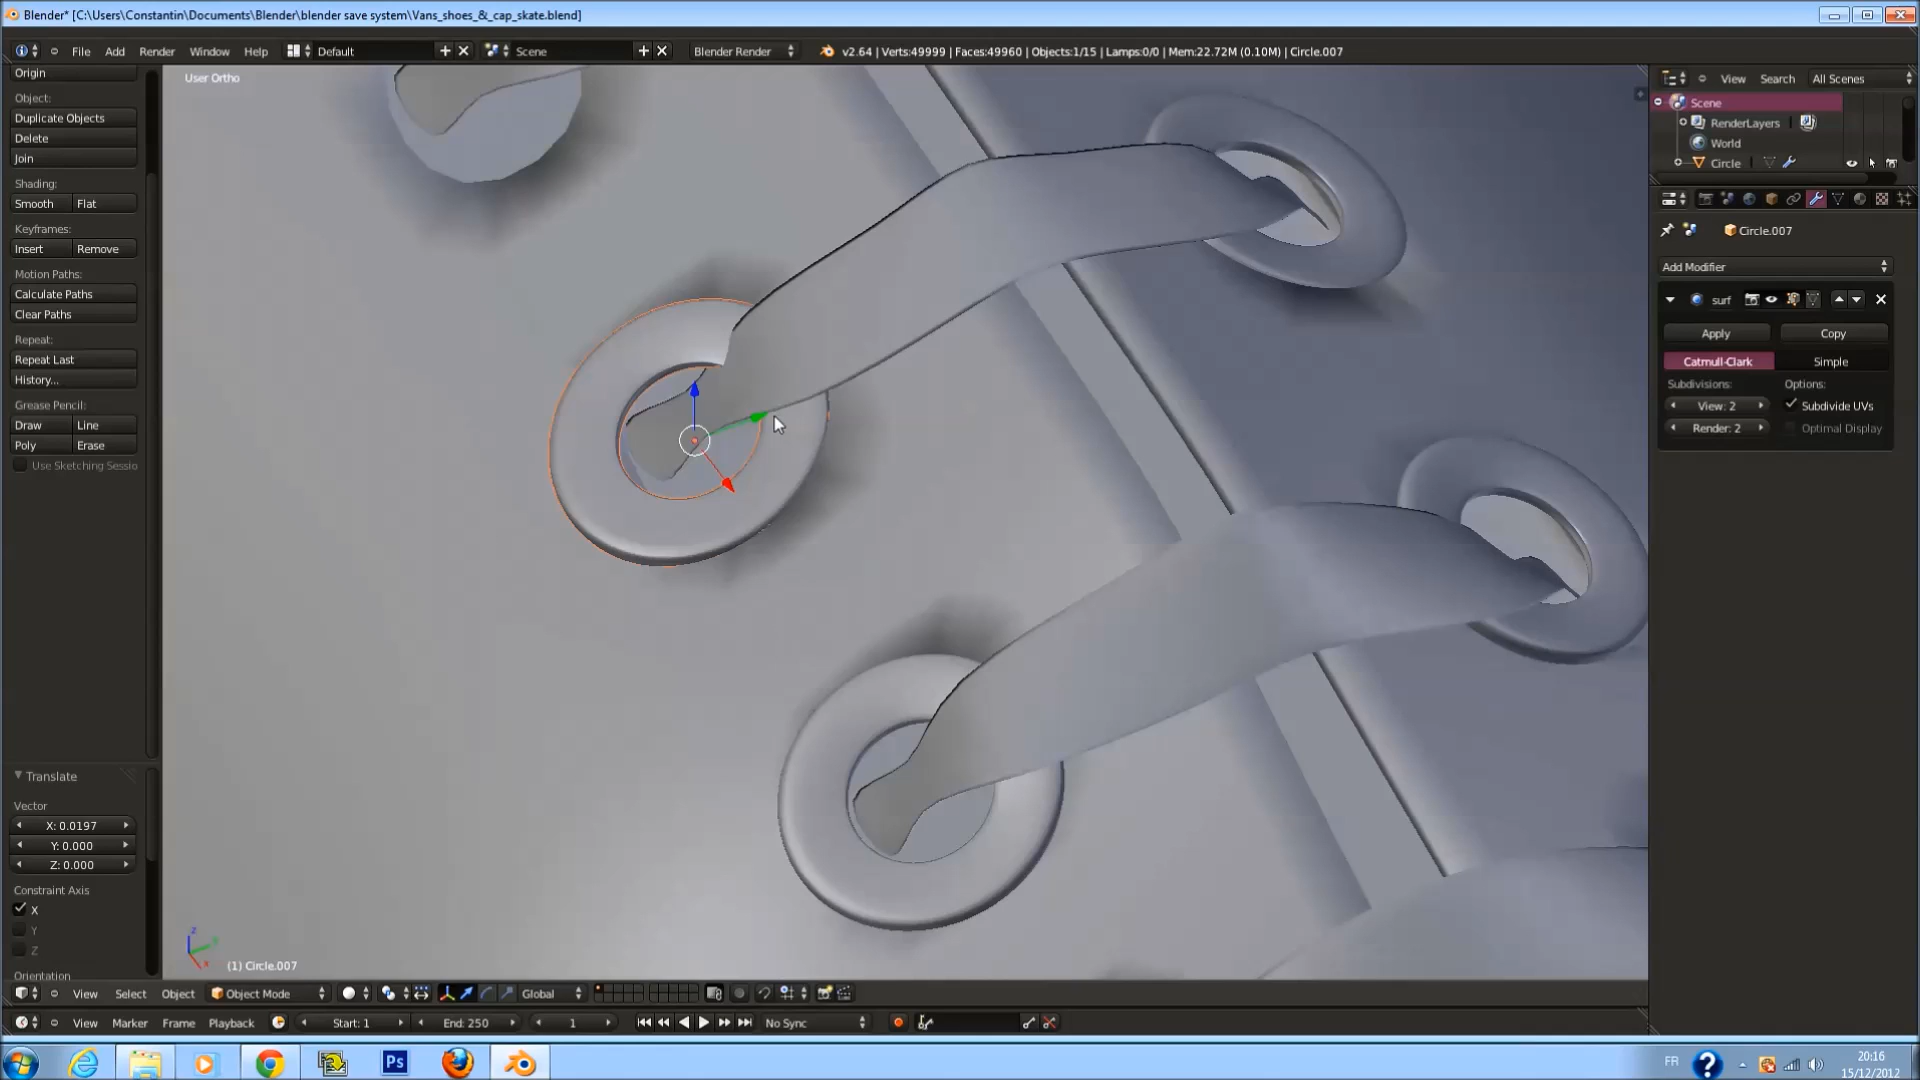 Blender* [C:\Users\Constantin\Documents\Blender\blender save system\Vans_shoes_&_cap_skate.blend]
File Add Render Window Help Default Scene Blender Render v2.64 | Verts:49999 | Faces:49960 | Objects:1/15 | Lamps:0/0 | Mem:22.72M (0.10M) | Circle.007
Origin
User Ortho
View Search All Scenes
Object:
Scene
Duplicate Objects
RenderLayers
Delete
World
Join
Circle
Shading:
Smooth Flat
Keyframes:
Circle.007
Insert Remove
Add Modifier
Motion Paths:
Calculate Paths
surf
Clear Paths
Apply Copy
Repeat:
Repeat Last
Catmull-Clark Simple
History...
Subdivisions: Options:
Grease Pencil:
View: 2 Subdivide UVs
Draw Line
Render: 2 Optimal Display
Poly Erase
Use Sketching Sessio
Translate
Vector
X: 0.0197
Y: 0.000
Z: 0.000
Constraint Axis
X
Y
Z
Orientation
z
x
(1) Circle.007
View Select Object Object Mode Global
View Marker Frame Playback Start: 1 End: 250 1 No Sync
Ps
FR
20:16
15/12/2012